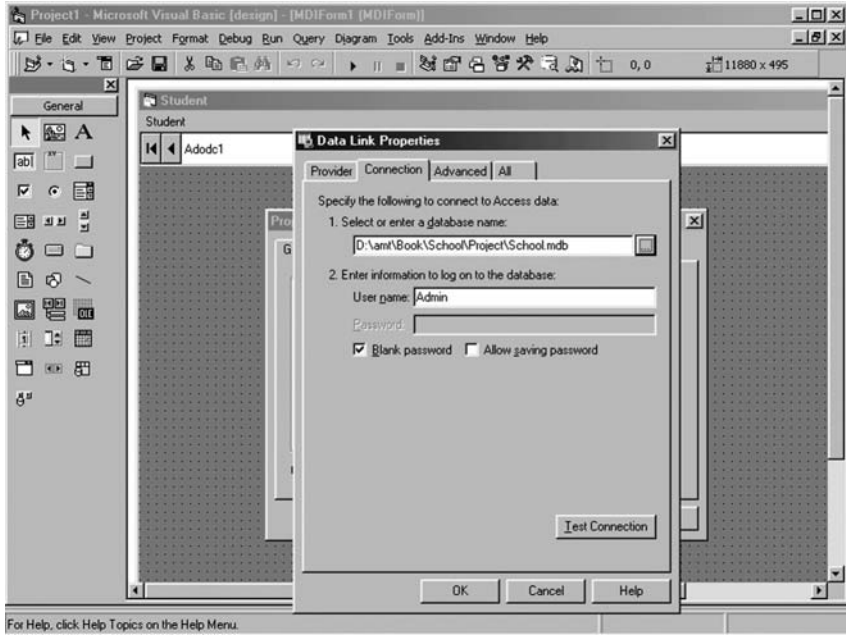 Project1 - Microsoft Visual Basic [design] - [MDIForm1 (MDIForm)]
File Edit View Project Format Debug Run Query Diagram Tools Add-Ins Window Help
0, 0
11880 x 495
General
A
ab|
OLE
Student
Student
Adodc1
Pro
G
Data Link Properties
Provider Connection Advanced All
Specify the following to connect to Access data:
1. Select or enter a database name:
D:\amt\Book\School\Project\School.mdb
2. Enter information to log on to the database:
User name: Admin
Password:
Blank password Allow saving password
Test Connection
OK Cancel Help
For Help, click Help Topics on the Help Menu.